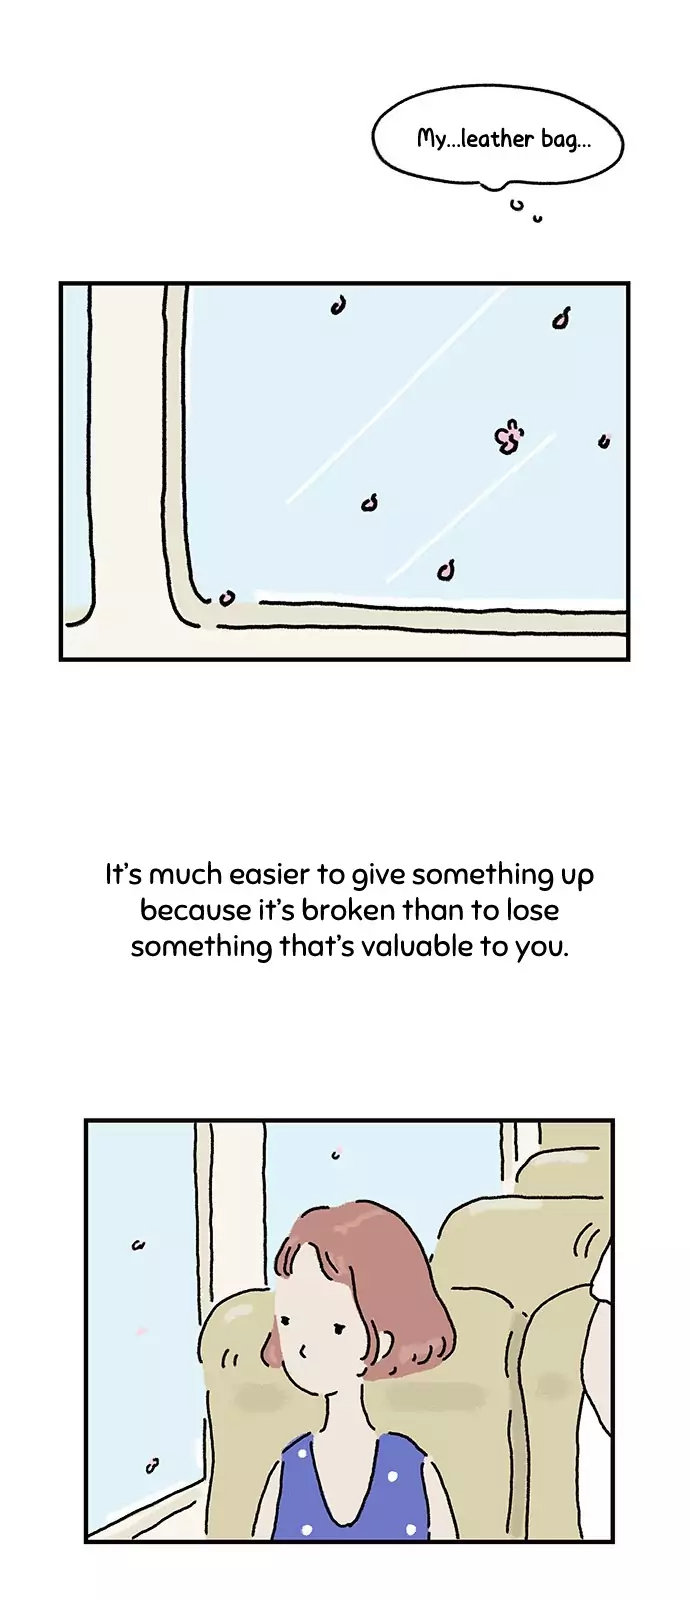 My...leather bag...
It's much easier to give something up
because it's broken than to lose
something that's valuable to you.